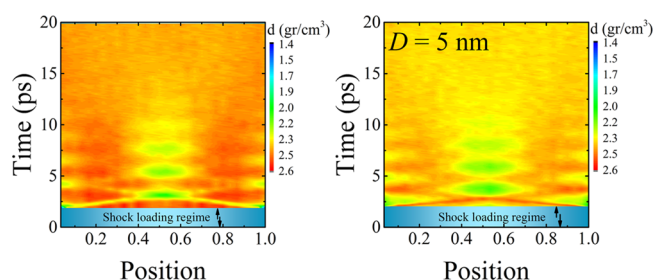 20
15
10
5
0
Time (ps)
0.2 0.4 0.6 0.8 1.0
Position
Shock loading regime
d (gr/cm³)
1.4
1.7
1.9
2.0
2.2
2.3
2.5
2.6
D = 5 nm
20
15
10
5
0
Time (ps)
0.2 0.4 0.6 0.8 1.0
Position
Shock loading regime
d (gr/cm³)
1.4
1.7
1.9
2.0
2.2
2.3
2.5
2.6